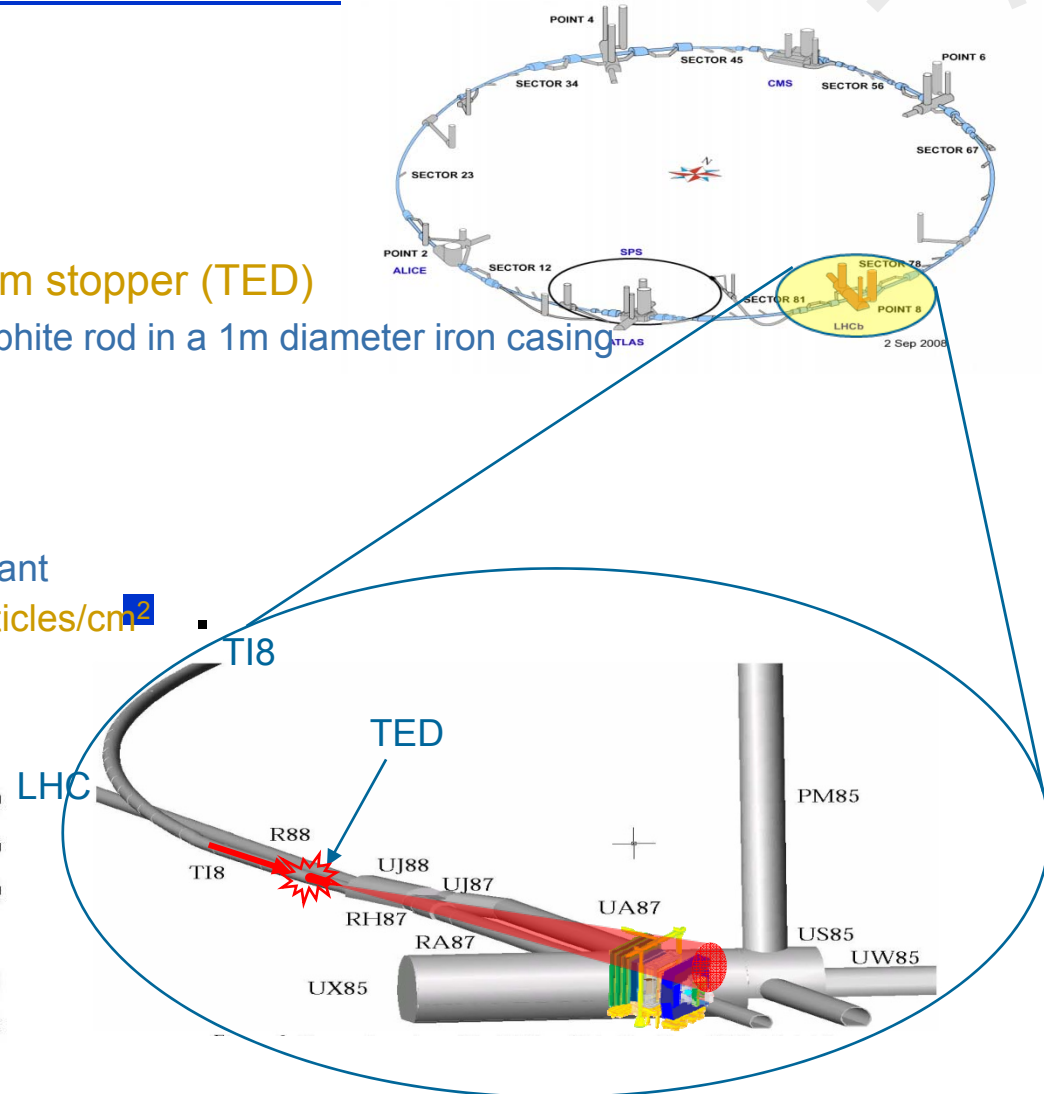 POINT 4
SECTOR 45
POINT 6
SECTOR 34
CMS
SECTOR 56
SECTOR 67
N
SECTOR 23
POINT 2
ALICE
SECTOR 12
SPS
SECTOR 78
SECTOR 81
POINT 8
LHCb
ATLAS
2 Sep 2008
m stopper (TED)
phite rod in a 1m diameter iron casing
ant
ticles/cm²
TI8
TED
LHC
PM85
R88
TI8
UJ88
UJ87
RH87
UA87
RA87
US85
UW85
UX85